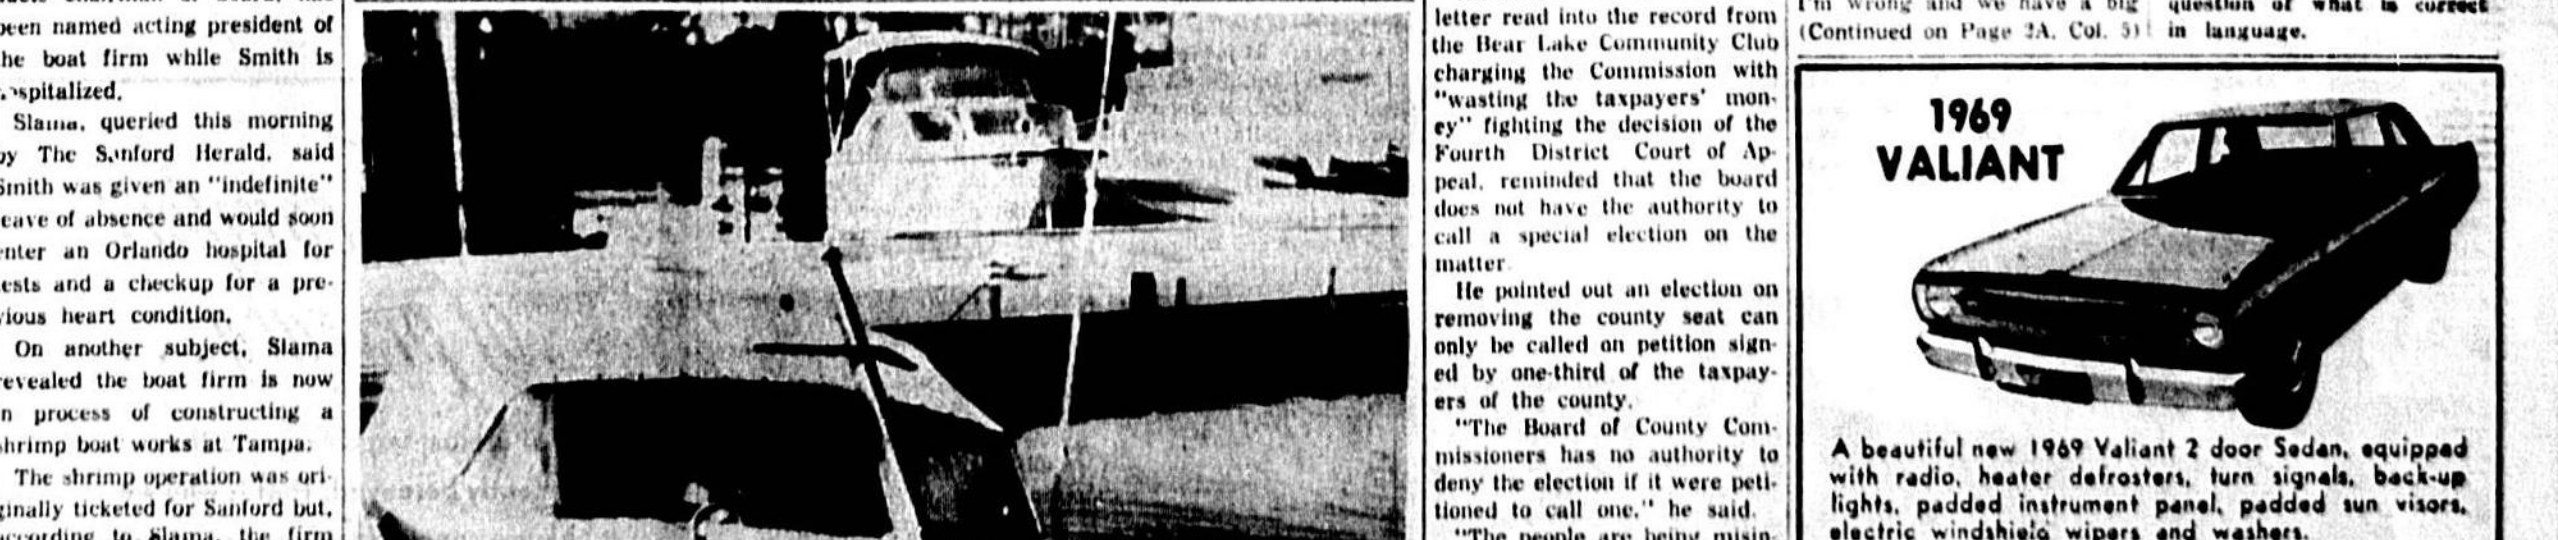 been named acting president of
the boat firm while Smith is
hospitalized.
Slama, queried this morning
by The Sanford Herald, said
Smith was given an "indefinite"
leave of absence and would soon
enter an Orlando hospital for
tests and a checkup for a pre-
vious heart condition.
On another subject, Slama
revealed the boat firm is now
in process of constructing a
shrimp boat works at Tampa.
The shrimp operation was ori-
ginally ticketed for Sanford but,
according to Slama, the firm
letter read into the record from
the Bear Lake Community Club
charging the Commission with
"wasting the taxpayers' mon-
ey" fighting the decision of the
Fourth District Court of Ap-
peal, reminded that the board
does not have the authority to
call a special election on the
matter.
He pointed out an election on
removing the county seat can
only be called on petition sign-
ed by one-third of the taxpay-
ers of the county.
"The Board of County Com-
missioners has no authority to
deny the election if it were peti-
tioned to call one," he said.
"The people are being misin-
I'm wrong and we have a big
(Continued on Page 2A, Col. 5)
question of what is correct
in language.
1969
VALIANT
A beautiful new 1969 Valiant 2 door Sedan, equipped
with radio, heater defrosters, turn signals, back-up
lights, padded instrument panel, padded sun visors,
electric windshield wipers and washers.